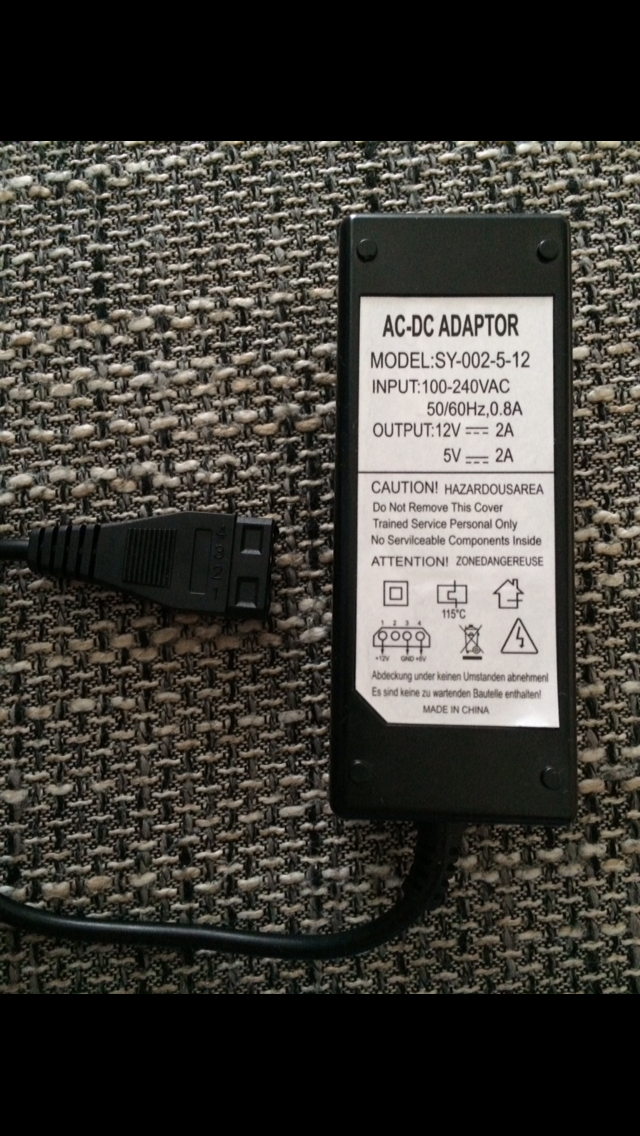 AC-DC ADAPTOR
MODEL:SY-002-5-12
INPUT:100-240VAC
50/60Hz,0.8A
OUTPUT:12V ⎓ 2A
5V ⎓ 2A
CAUTION! HAZARDOUSAREA
Do Not Remove This Cover
Trained Service Personal Only
No Servilceable Components Inside
ATTENTION! ZONEDANGEREUSE
115°C
1 2 3 4
+12V GND +5V
Abdeckung under keinen Umstanden abnehmen!
Es sind keine zu wartenden Bautelle enthalten!
MADE IN CHINA
4
3
2
1